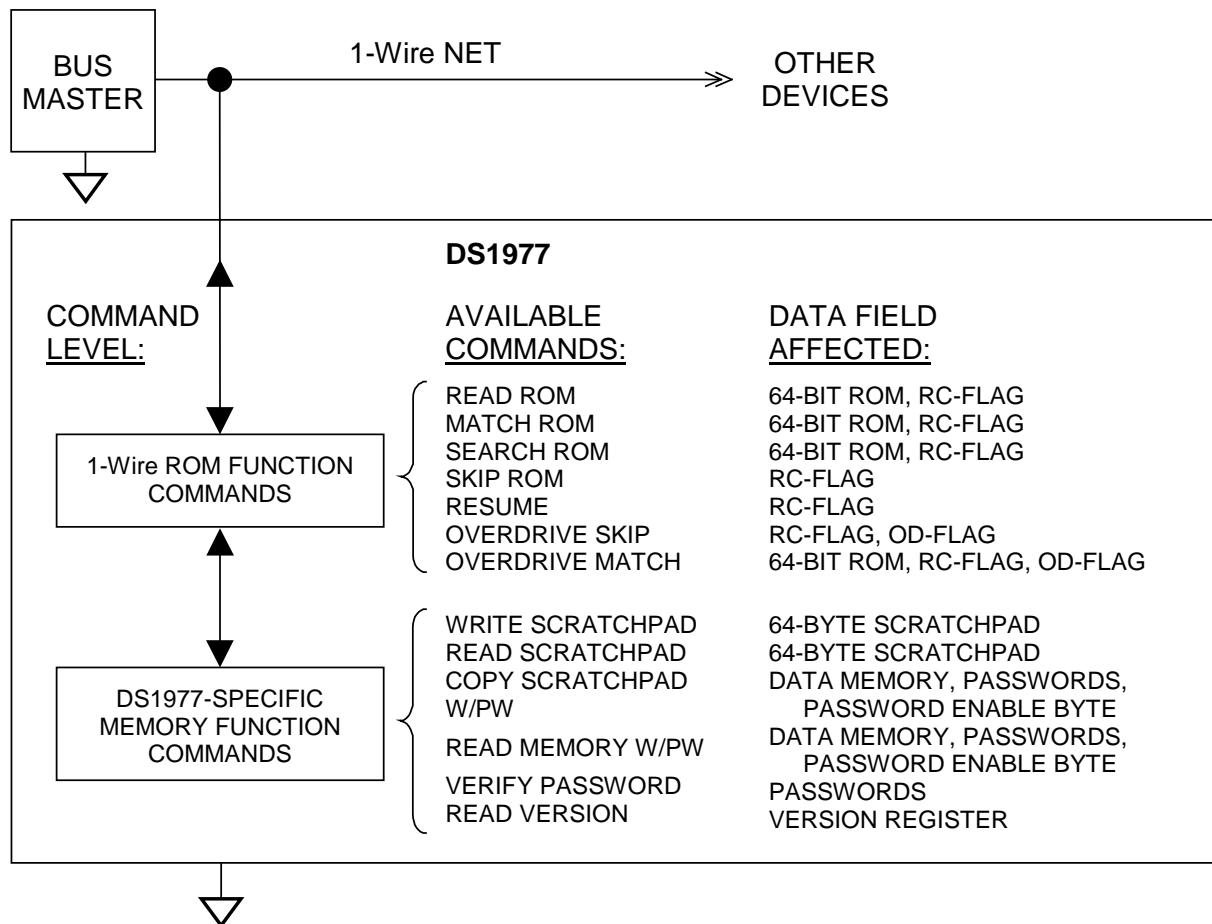 BUS
MASTER
1-Wire NET
OTHER
DEVICES
DS1977
COMMAND
LEVEL:
AVAILABLE
COMMANDS:
DATA FIELD
AFFECTED:
1-Wire ROM FUNCTION
COMMANDS
READ ROM 64-BIT ROM, RC-FLAG
MATCH ROM 64-BIT ROM, RC-FLAG
SEARCH ROM 64-BIT ROM, RC-FLAG
SKIP ROM RC-FLAG
RESUME RC-FLAG
OVERDRIVE SKIP RC-FLAG, OD-FLAG
OVERDRIVE MATCH 64-BIT ROM, RC-FLAG, OD-FLAG
DS1977-SPECIFIC
MEMORY FUNCTION
COMMANDS
WRITE SCRATCHPAD 64-BYTE SCRATCHPAD
READ SCRATCHPAD 64-BYTE SCRATCHPAD
COPY SCRATCHPAD DATA MEMORY, PASSWORDS,
W/PW PASSWORD ENABLE BYTE
READ MEMORY W/PW DATA MEMORY, PASSWORDS,
PASSWORD ENABLE BYTE
VERIFY PASSWORD PASSWORDS
READ VERSION VERSION REGISTER